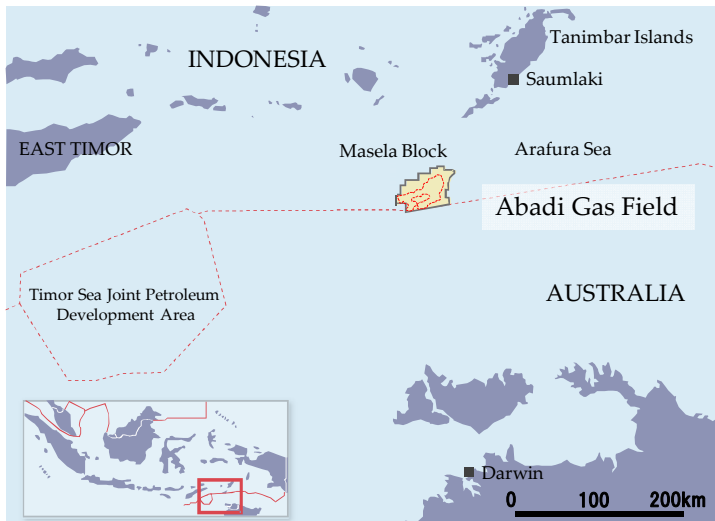 Tanimbar Islands
INDONESIA
Saumlaki
EAST TIMOR
Masela Block
Arafura Sea
Abadi Gas Field
Timor Sea Joint Petroleum
Development Area
AUSTRALIA
Darwin
0 100 200km